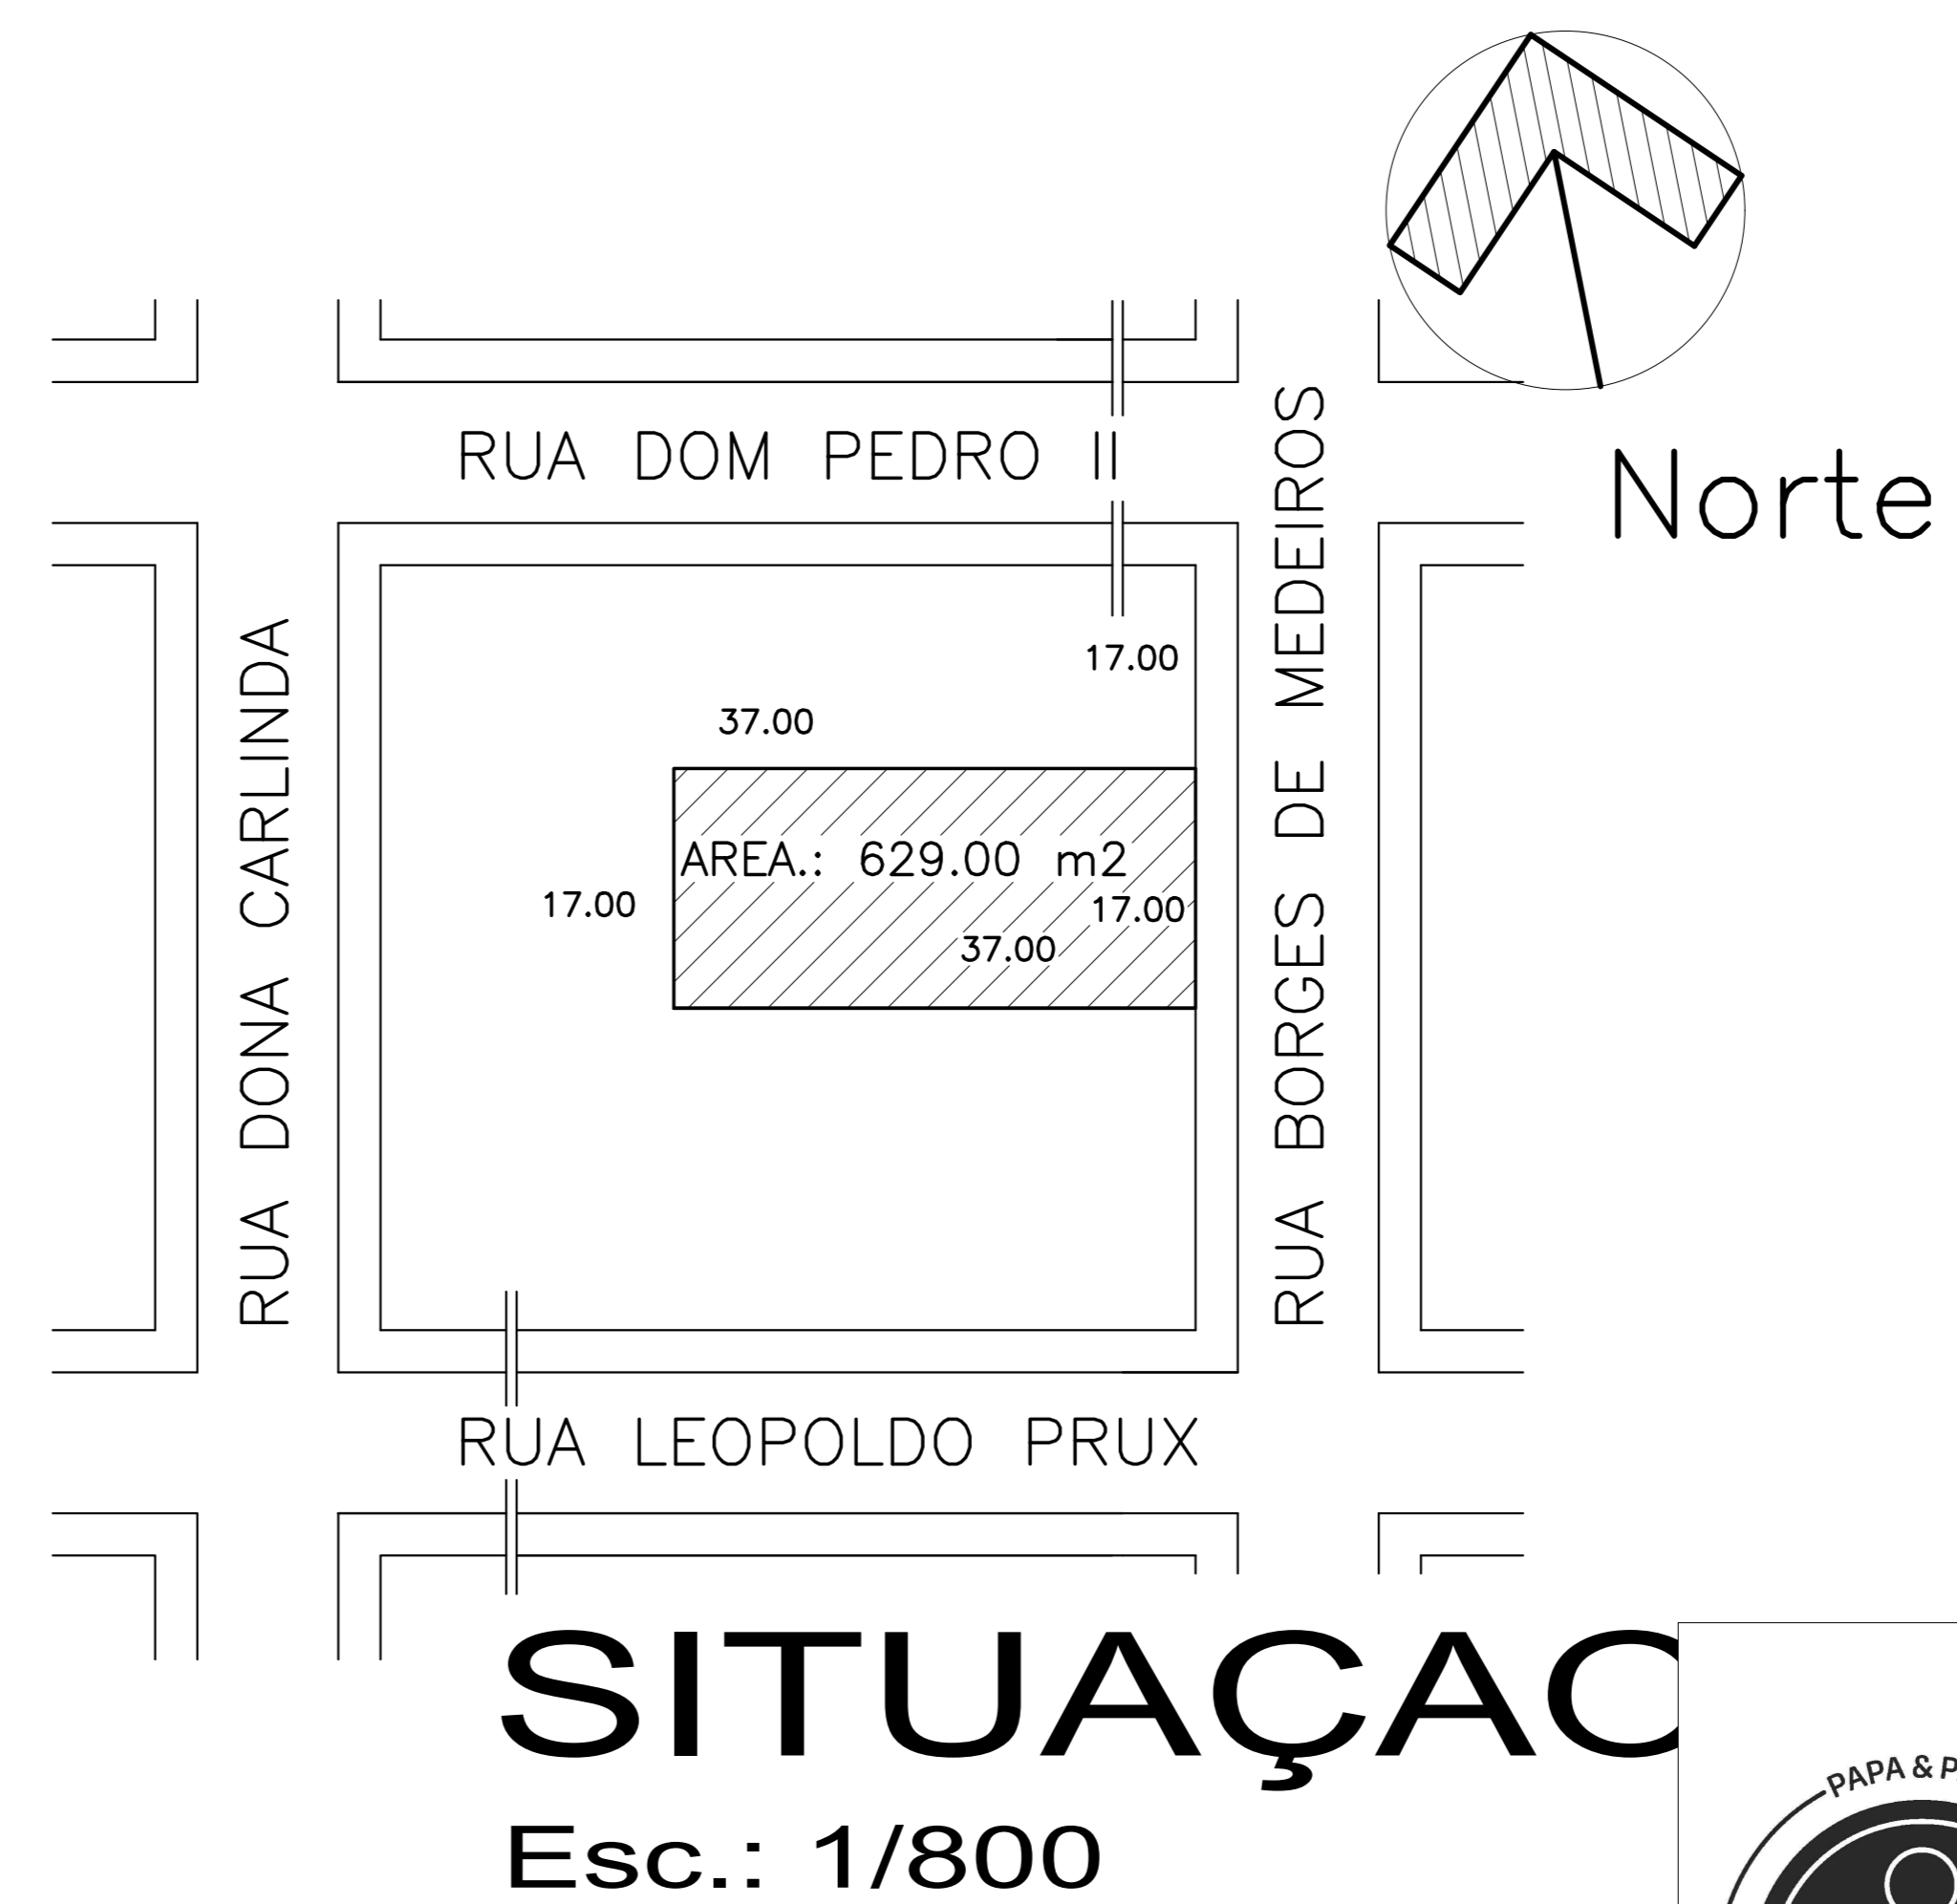 RUA DOM PEDRO II
Norte
RUA DONA CARLINDA
RUA BORGES DE MEDEIROS
17.00
37.00
AREA.: 629.00 m2
17.00
17.00
37.00
RUA LEOPOLDO PRUX
SITUAÇAO
Esc.: 1/800
PAPA &